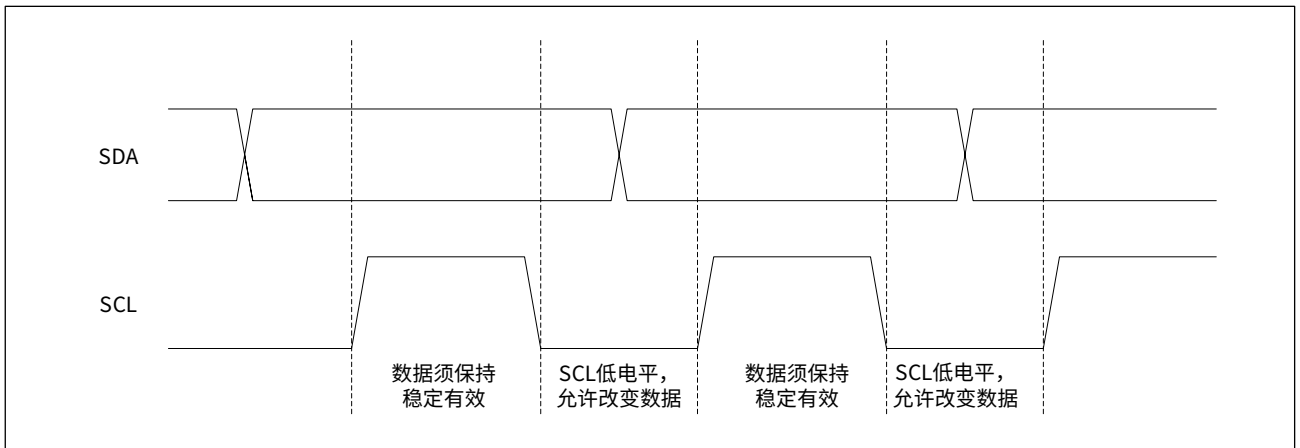 SDA
SCL
数据须保持
稳定有效
SCL低电平，
允许改变数据
数据须保持
稳定有效
SCL低电平，
允许改变数据